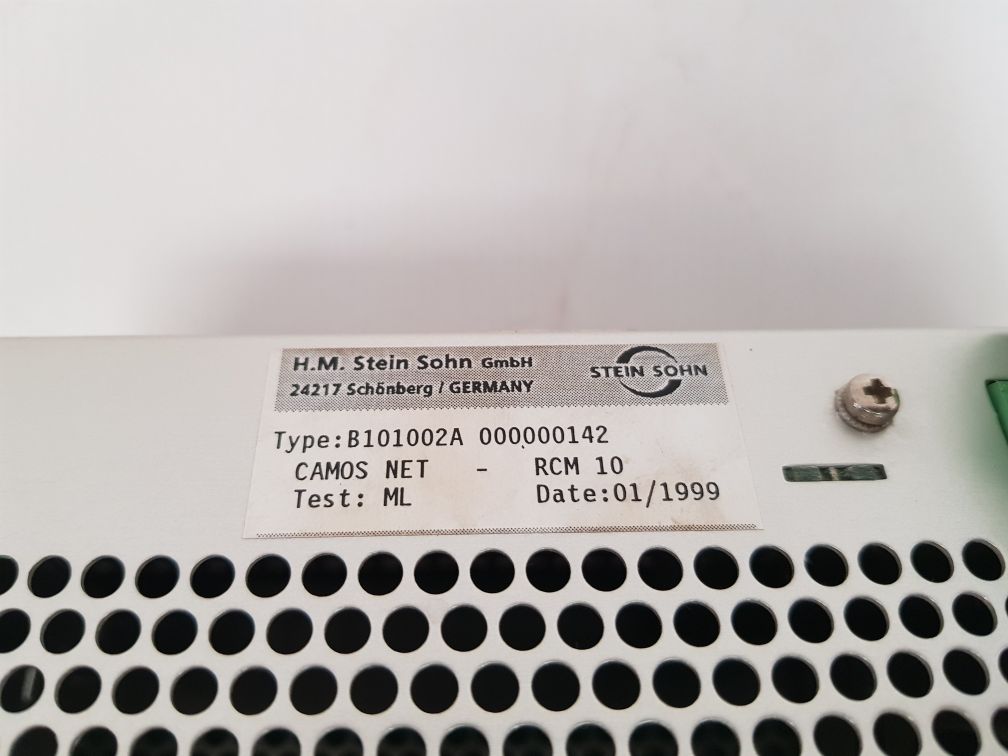 H.M. Stein Sohn GmbH
24217 Schönberg / GERMANY
STEIN SOHN
Type:B101002A 000000142
CAMOS NET - RCM 10
Test: ML Date:01/1999